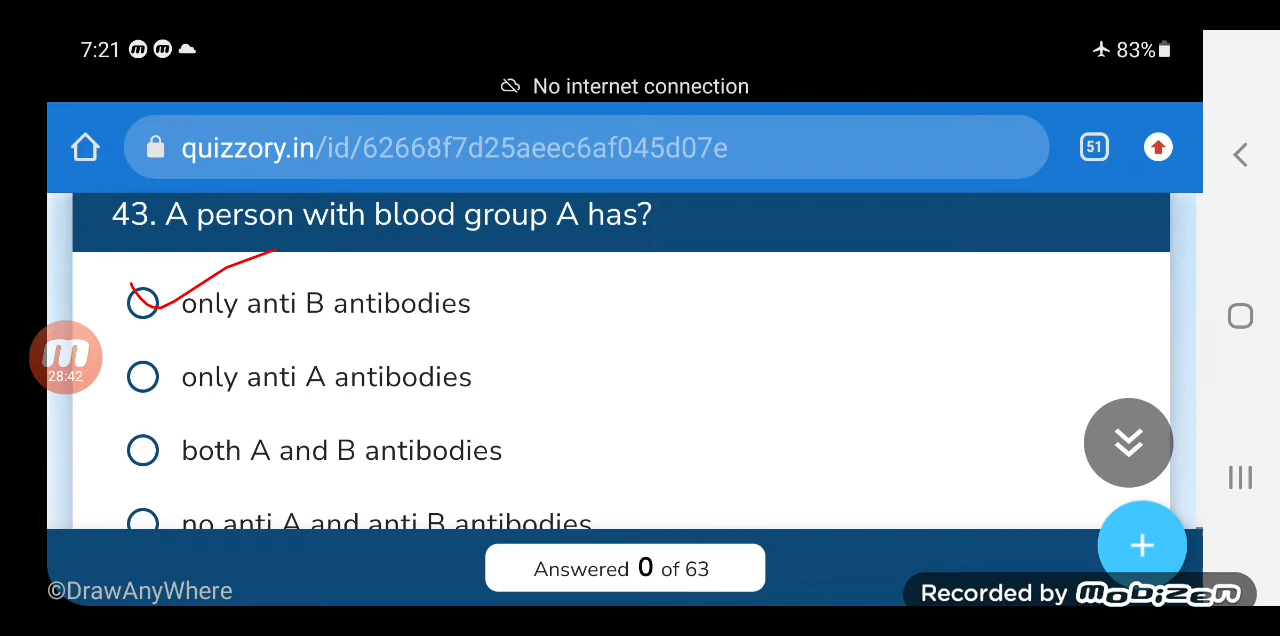 7:21
83%
No internet connection
quizzory.in/id/62668f7d25aeec6af045d07e
51
43. A person with blood group A has?
only anti B antibodies
28:42
only anti A antibodies
both A and B antibodies
no anti A and anti B antibodies
Answered 0 of 63
©DrawAnyWhere
Recorded by mobizen